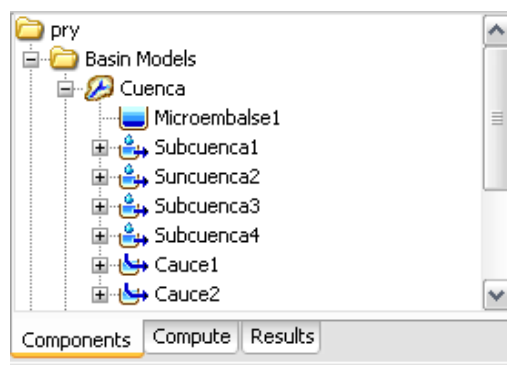 pry
Basin Models
Cuenca
Microembalse1
Subcuenca1
Suncuenca2
Subcuenca3
Subcuenca4
Cauce1
Cauce2
Components Compute Results